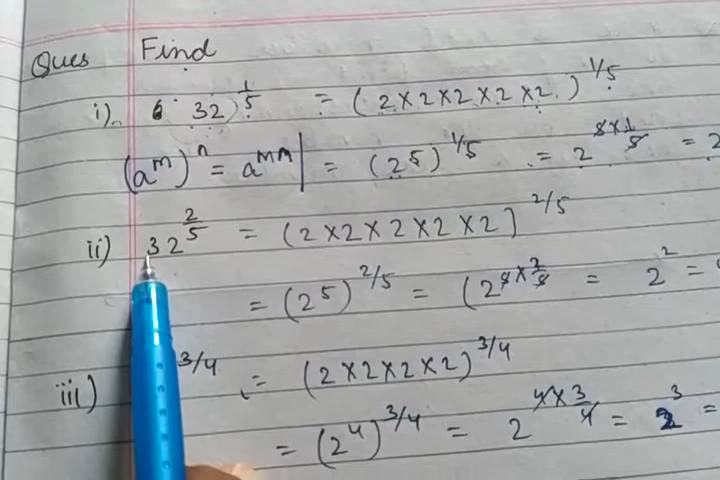 Ques Find
i). 32)^1/5 = (2×2×2×2×2.)^1/5
(a^m)^n = a^mn | = (2^5)^1/5 = 2^5×1/5 = 2
ii) 32^2/5 = (2×2×2×2×2]^2/5
= (2^5)^2/5 = (2^5×2/5 = 2^2 =
iii) ^3/4 = (2×2×2×2)^3/4
= (2^4)^3/4 = 2^4×3/4 = 2^3 =